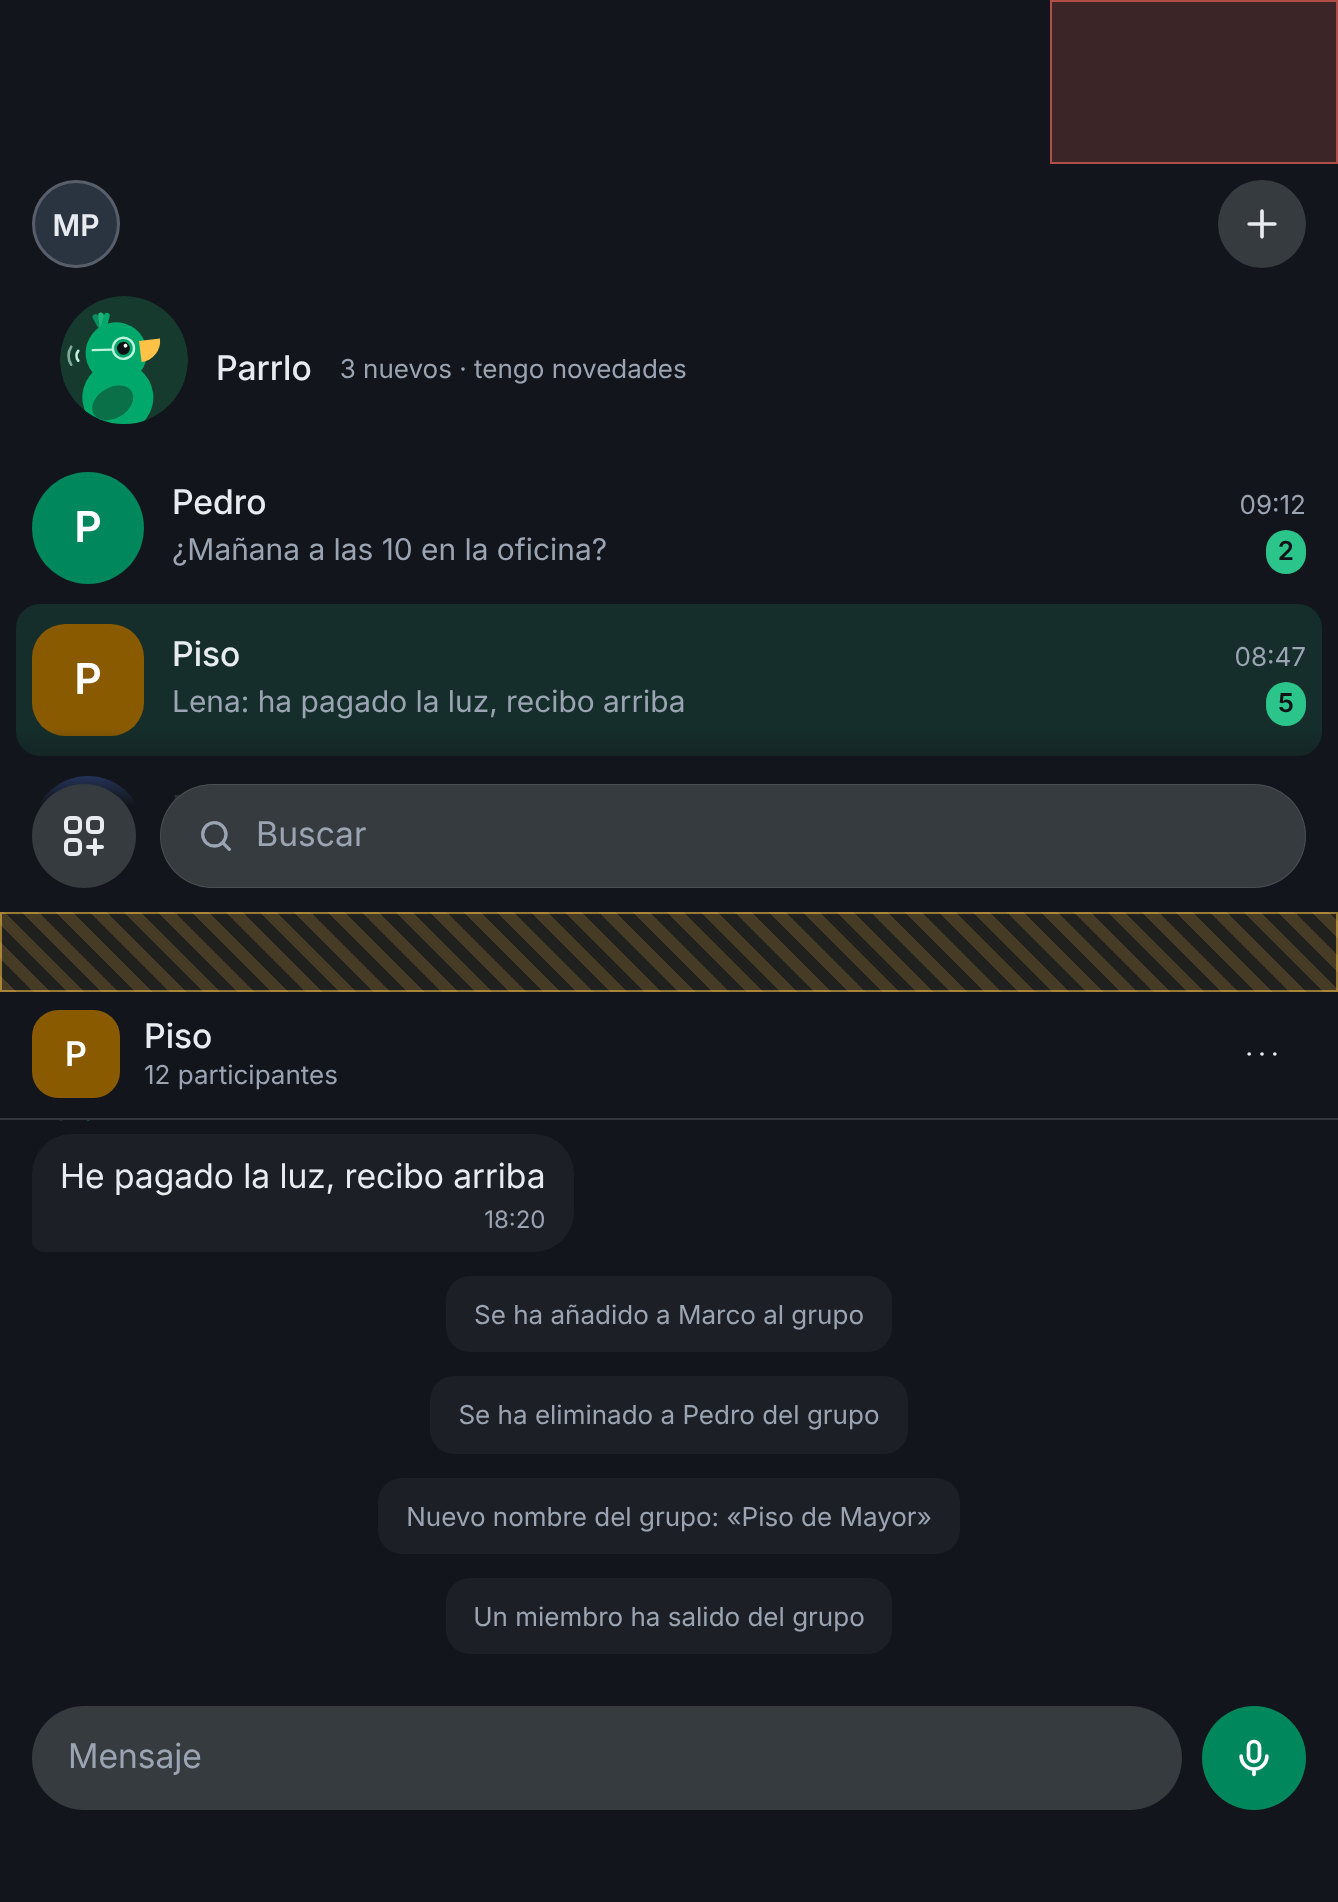 MP
Parrlo 3 nuevos · tengo novedades
P
Pedro
09:12
¿Mañana a las 10 en la oficina?
2
P
Piso
08:47
Lena: ha pagado la luz, recibo arriba
5
Buscar
P
Piso
12 participantes
He pagado la luz, recibo arriba
18:20
Se ha añadido a Marco al grupo
Se ha eliminado a Pedro del grupo
Nuevo nombre del grupo: «Piso de Mayor»
Un miembro ha salido del grupo
Mensaje